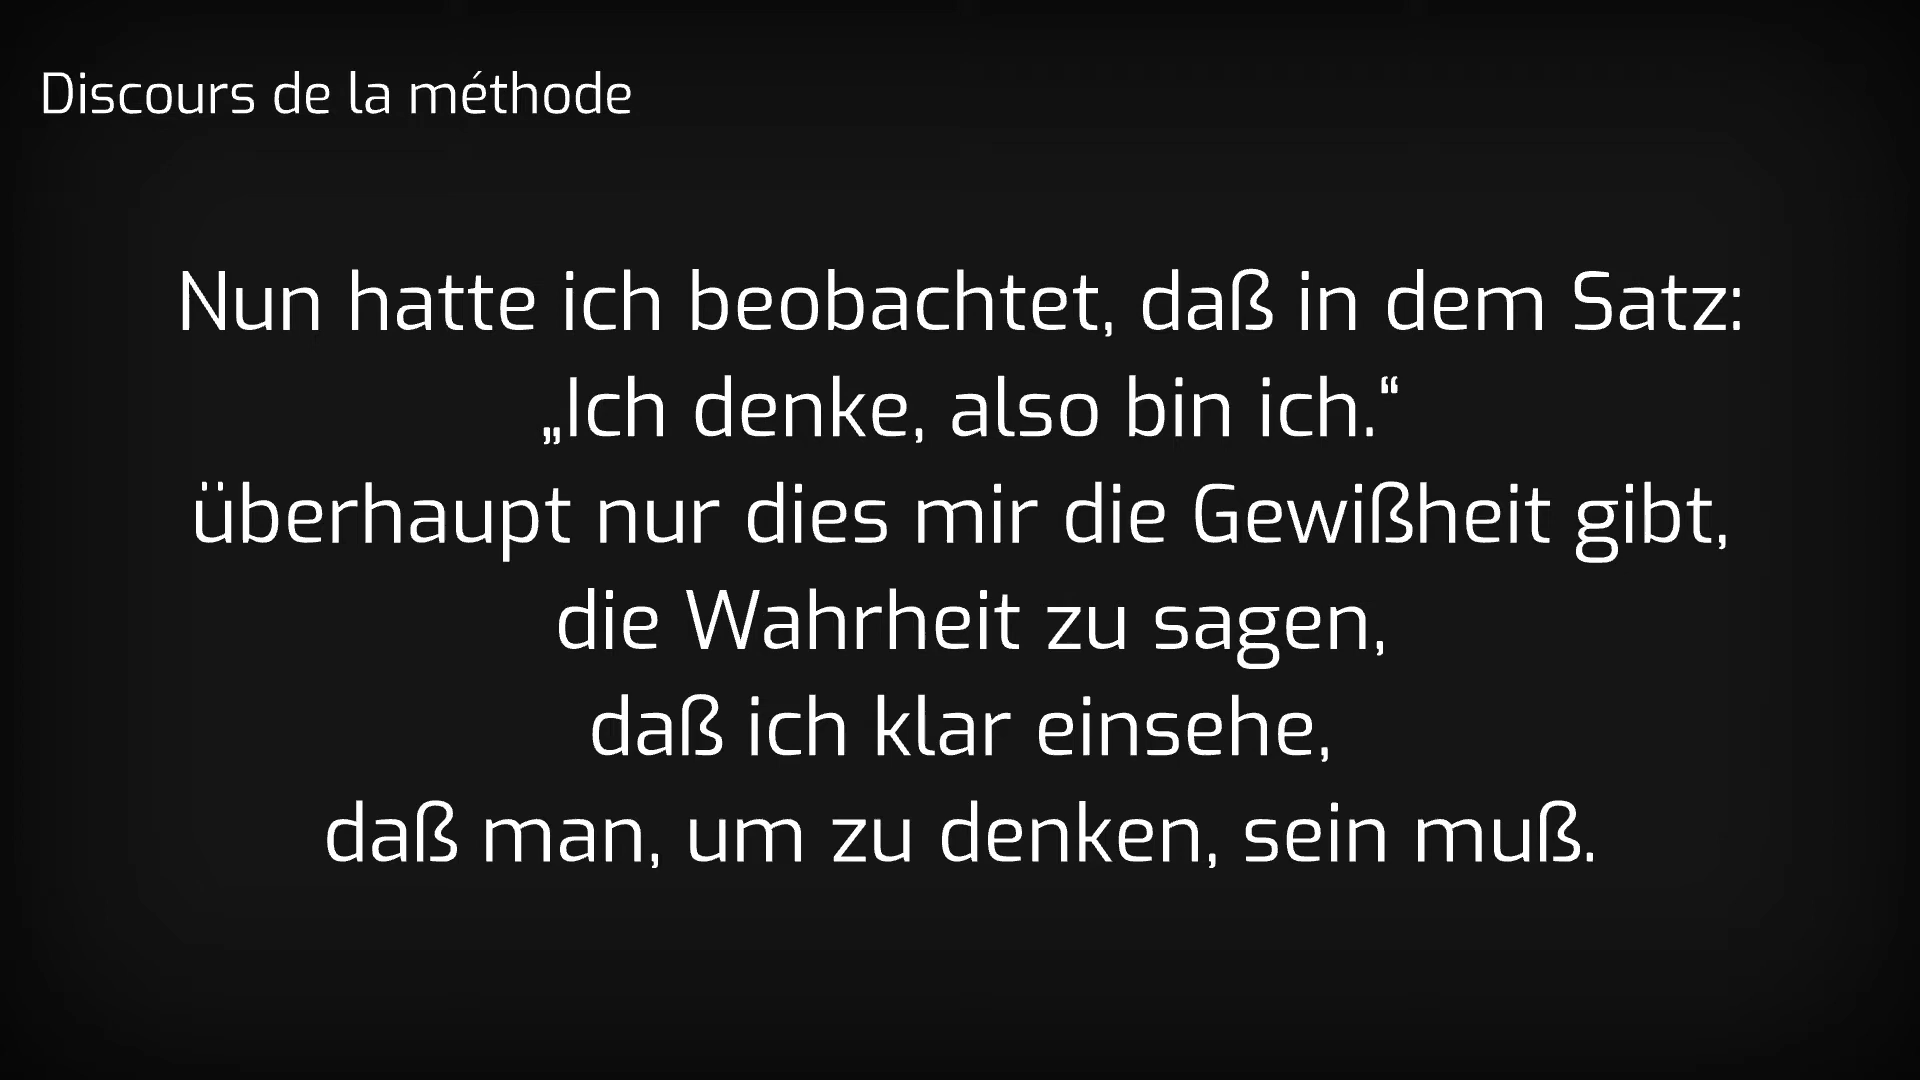 Discours de la méthode
Nun hatte ich beobachtet, daß in dem Satz:
„Ich denke, also bin ich.“
überhaupt nur dies mir die Gewißheit gibt,
die Wahrheit zu sagen,
daß ich klar einsehe,
daß man, um zu denken, sein muß.